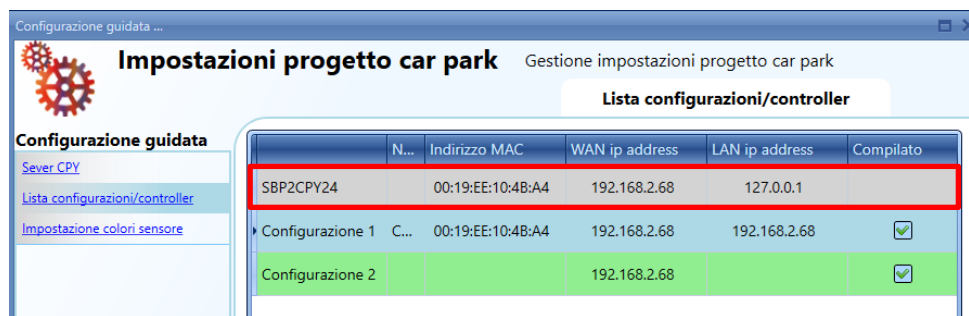 Configurazione guidata ...
Impostazioni progetto car park
Gestione impostazioni progetto car park
Lista configurazioni/controller
Configurazione guidata
Sever CPY
Lista configurazioni/controller
Impostazione colori sensore
N... Indirizzo MAC WAN ip address LAN ip address Compilato
SBP2CPY24 00:19:EE:10:4B:A4 192.168.2.68 127.0.0.1
Configurazione 1 C... 00:19:EE:10:4B:A4 192.168.2.68 192.168.2.68
Configurazione 2 192.168.2.68